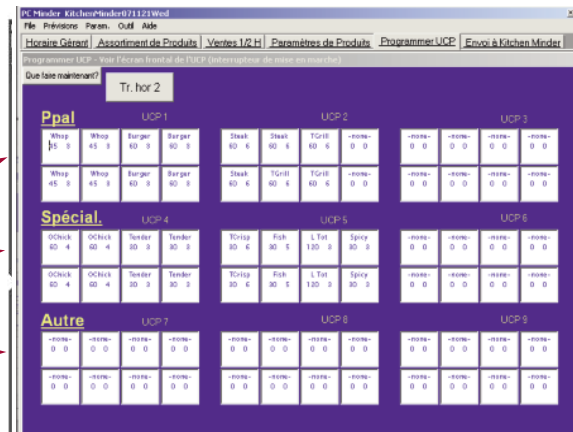 PC Minder KitchenMinder071121Wed
File Prévisions Param. Outil Aide
Horaire Gérant Assortiment de Produits Ventes 1/2 H Paramètres de Produits Programmer UCP Envoi à Kitchen Minder
Programmer UCP - Voir l'écran frontal de l'UCP (interrupteur de mise en marche)
Que faire maintenant?
Tr. hor 2
Ppal UCP 1 UCP 2 UCP 3
Whop Whop Burger Burger Steak Steak TGrill -none- -none- -none- -none- -none-
45 3 45 3 60 3 60 3 60 6 60 6 60 6 0 0 0 0 0 0 0 0 0 0
Whop Whop Burger Burger Steak TGrill TGrill -none- -none- -none- -none- -none-
45 3 45 3 60 3 60 3 60 6 60 6 60 6 0 0 0 0 0 0 0 0 0 0
Spécial. UCP 4 UCP 5 UCP 6
OChick OChick Tender Tender TCrisp Fish L Tot Spicy -none- -none- -none- -none-
60 4 60 4 30 3 30 3 30 6 30 5 120 3 30 3 0 0 0 0 0 0 0 0
OChick OChick Tender Tender TCrisp Fish L Tot Spicy -none- -none- -none- -none-
60 4 60 4 30 3 30 3 30 6 30 5 120 3 30 3 0 0 0 0 0 0 0 0
Autre UCP 7 UCP 8 UCP 9
-none- -none- -none- -none- -none- -none- -none- -none- -none- -none- -none- -none-
0 0 0 0 0 0 0 0 0 0 0 0 0 0 0 0 0 0 0 0 0 0 0 0
-none- -none- -none- -none- -none- -none- -none- -none- -none- -none- -none- -none-
0 0 0 0 0 0 0 0 0 0 0 0 0 0 0 0 0 0 0 0 0 0 0 0